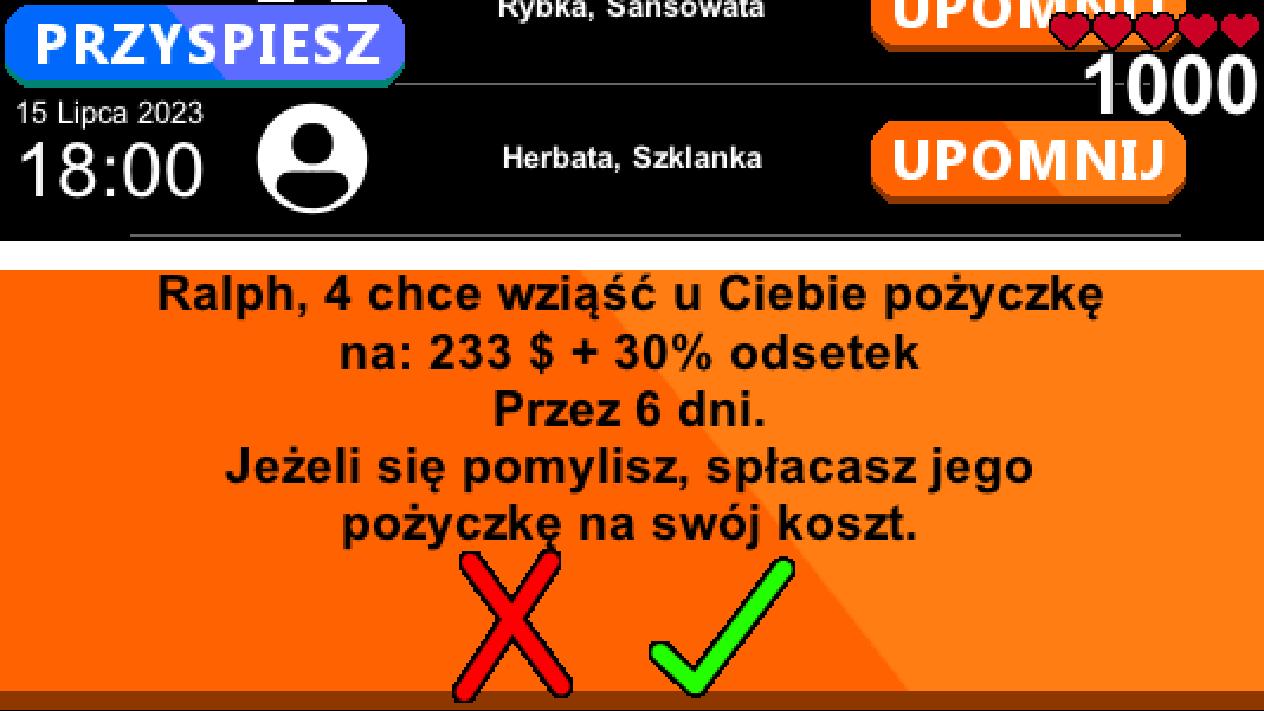 Rybka, Sansowata
UPOMNIJ
PRZYSPIESZ
1000
15 Lipca 2023
18:00
Herbata, Szklanka
UPOMNIJ
Ralph, 4 chce wziąść u Ciebie pożyczkę
na: 233 $ + 30% odsetek
Przez 6 dni.
Jeżeli się pomylisz, spłacasz jego
pożyczkę na swój koszt.